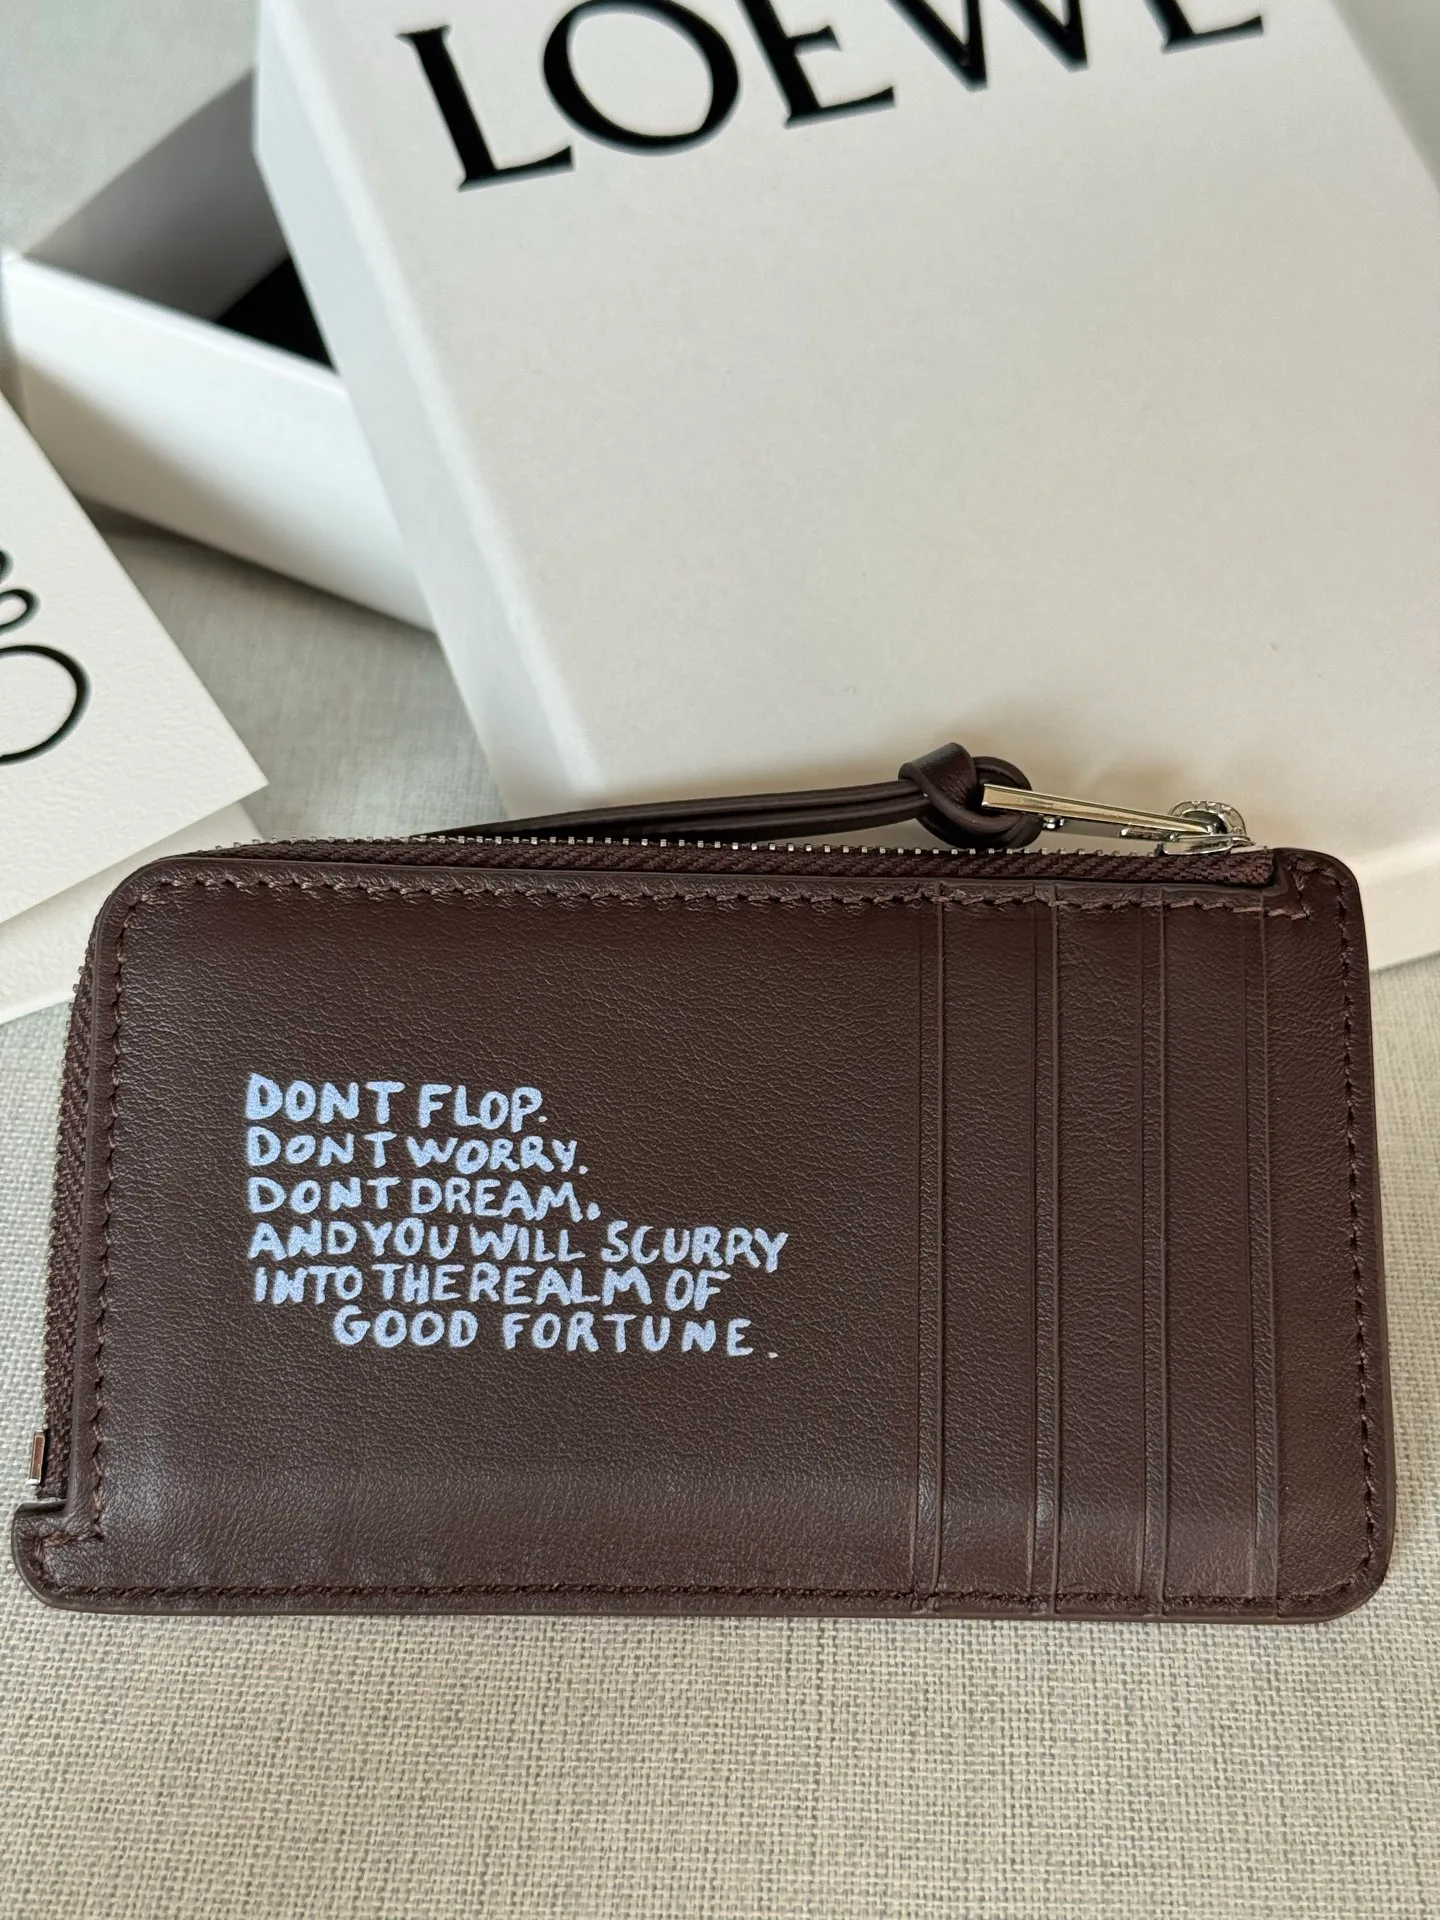 LOEWE
DONT FLOP.
DONT WORRY.
DONT DREAM.
AND YOU WILL SCURRY
INTO THE REALM OF
GOOD FORTUNE.